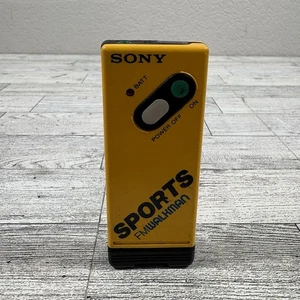 SONY
BATT
ON
POWER OFF
SPORTS
FM WALKMAN